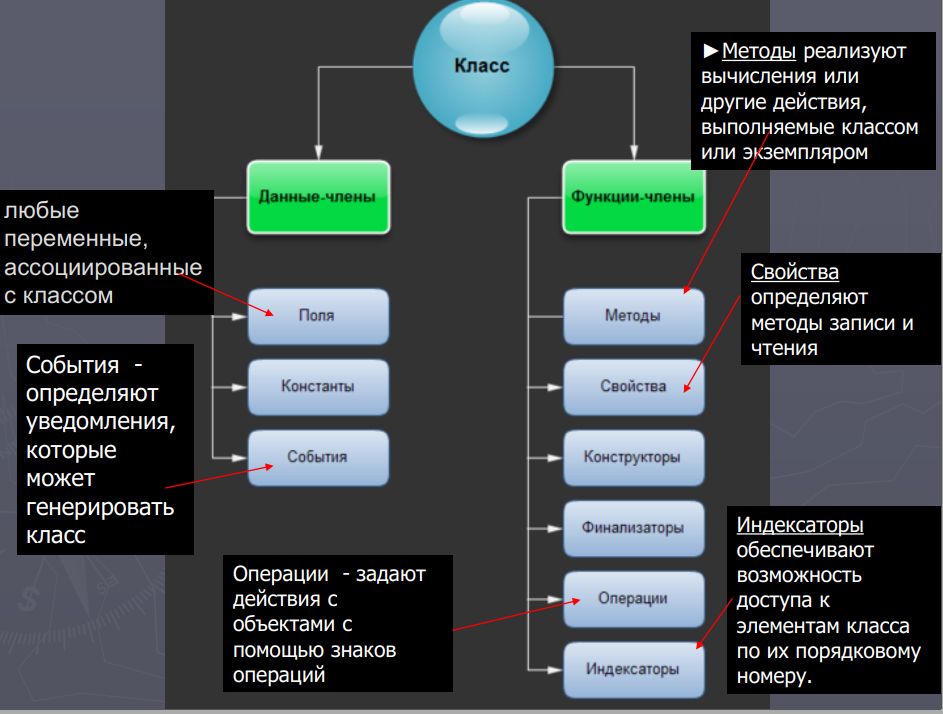 Класс
►Методы реализуют
вычисления или
другие действия,
выполняемые классом
или экземпляром
Данные-члены
Функции-члены
любые
переменные,
ассоциированные
с классом
Свойства
определяют
методы записи и
чтения
Поля
Методы
События -
определяют
уведомления,
которые
может
генерировать
класс
Константы
Свойства
События
Конструкторы
Финализаторы
Индексаторы
обеспечивают
возможность
доступа к
элементам класса
по их порядковому
номеру.
Операции - задают
действия с
объектами с
помощью знаков
операций
Операции
Индексаторы
S